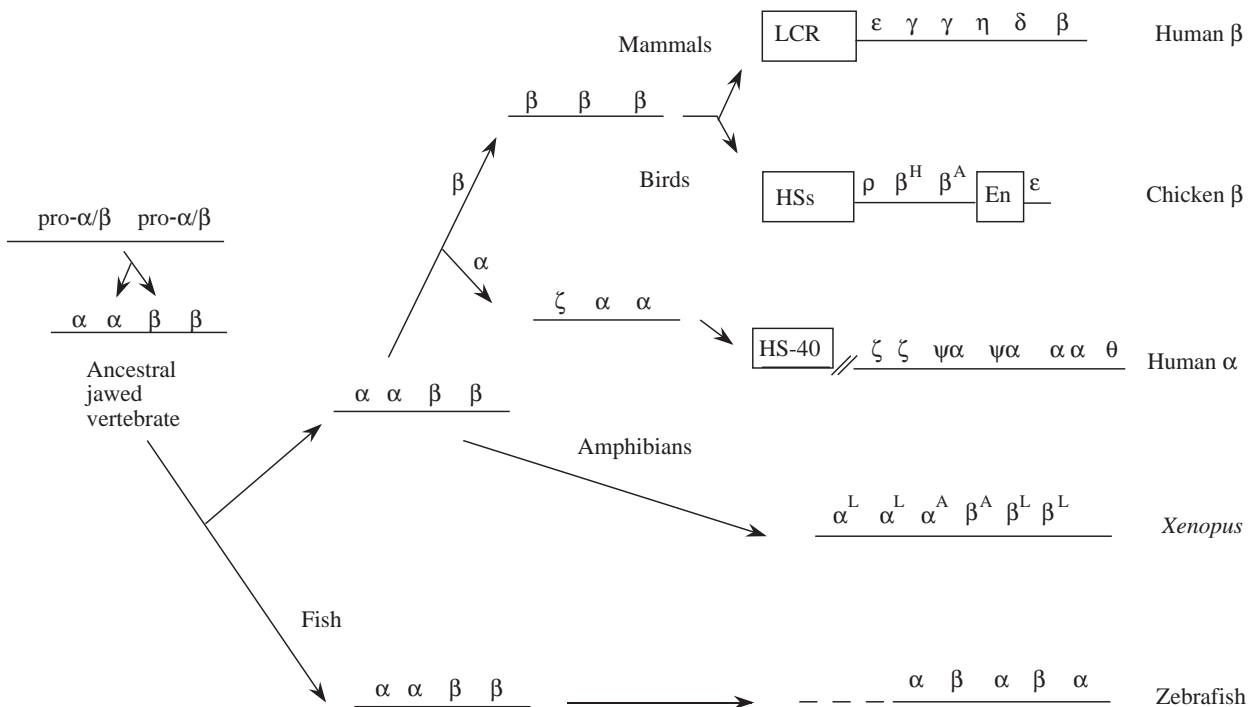 LCR ε γ γ η δ β Human β
Mammals
β β β
Birds
HSs ρ β^H β^A En ε Chicken β
β
pro-α/β pro-α/β
α
α α β β
ζ α α
HS-40 ζ ζ ψα ψα α α θ Human α
Ancestral
jawed
vertebrate
α α β β
Amphibians
α^L α^L α^A β^A β^L β^L Xenopus
Fish
α α β β
α β α β α Zebrafish